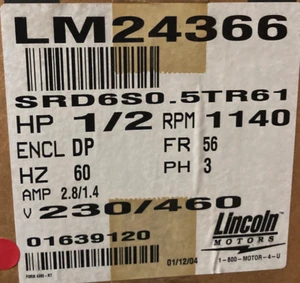 LM24366
SRD6S0.5TR61
HP 1/2 RPM 1140
ENCL DP FR 56
HZ 60 PH 3
AMP 2.8/1.4
V 230/460
01639120
Lincoln
MOTORS
01/12/04 1-800-MOTOR-4-U